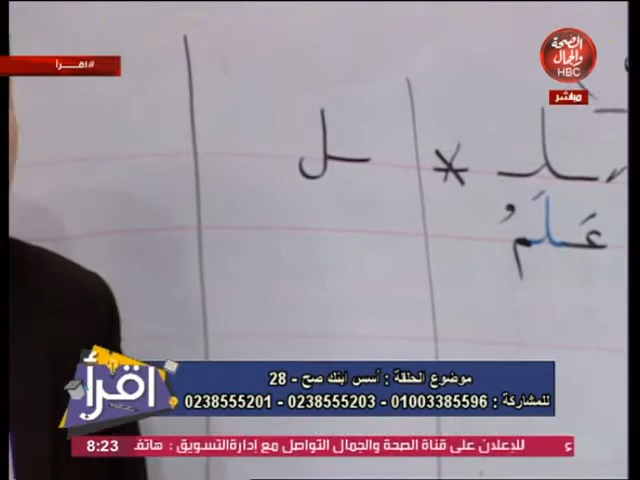 الصحة
والجمال
HBC
مباشر
#اقرأ
ـلـ * ـل
عَلَمُ
اقرأ
موضوع الحلقة : أسس ابنك صح - 28
للمشاركة : 01003385596 - 0238555203 - 0238555201
8:23
للإعلان على قناة الصحة والجمال التواصل مع إدارة التسويق : هاتف